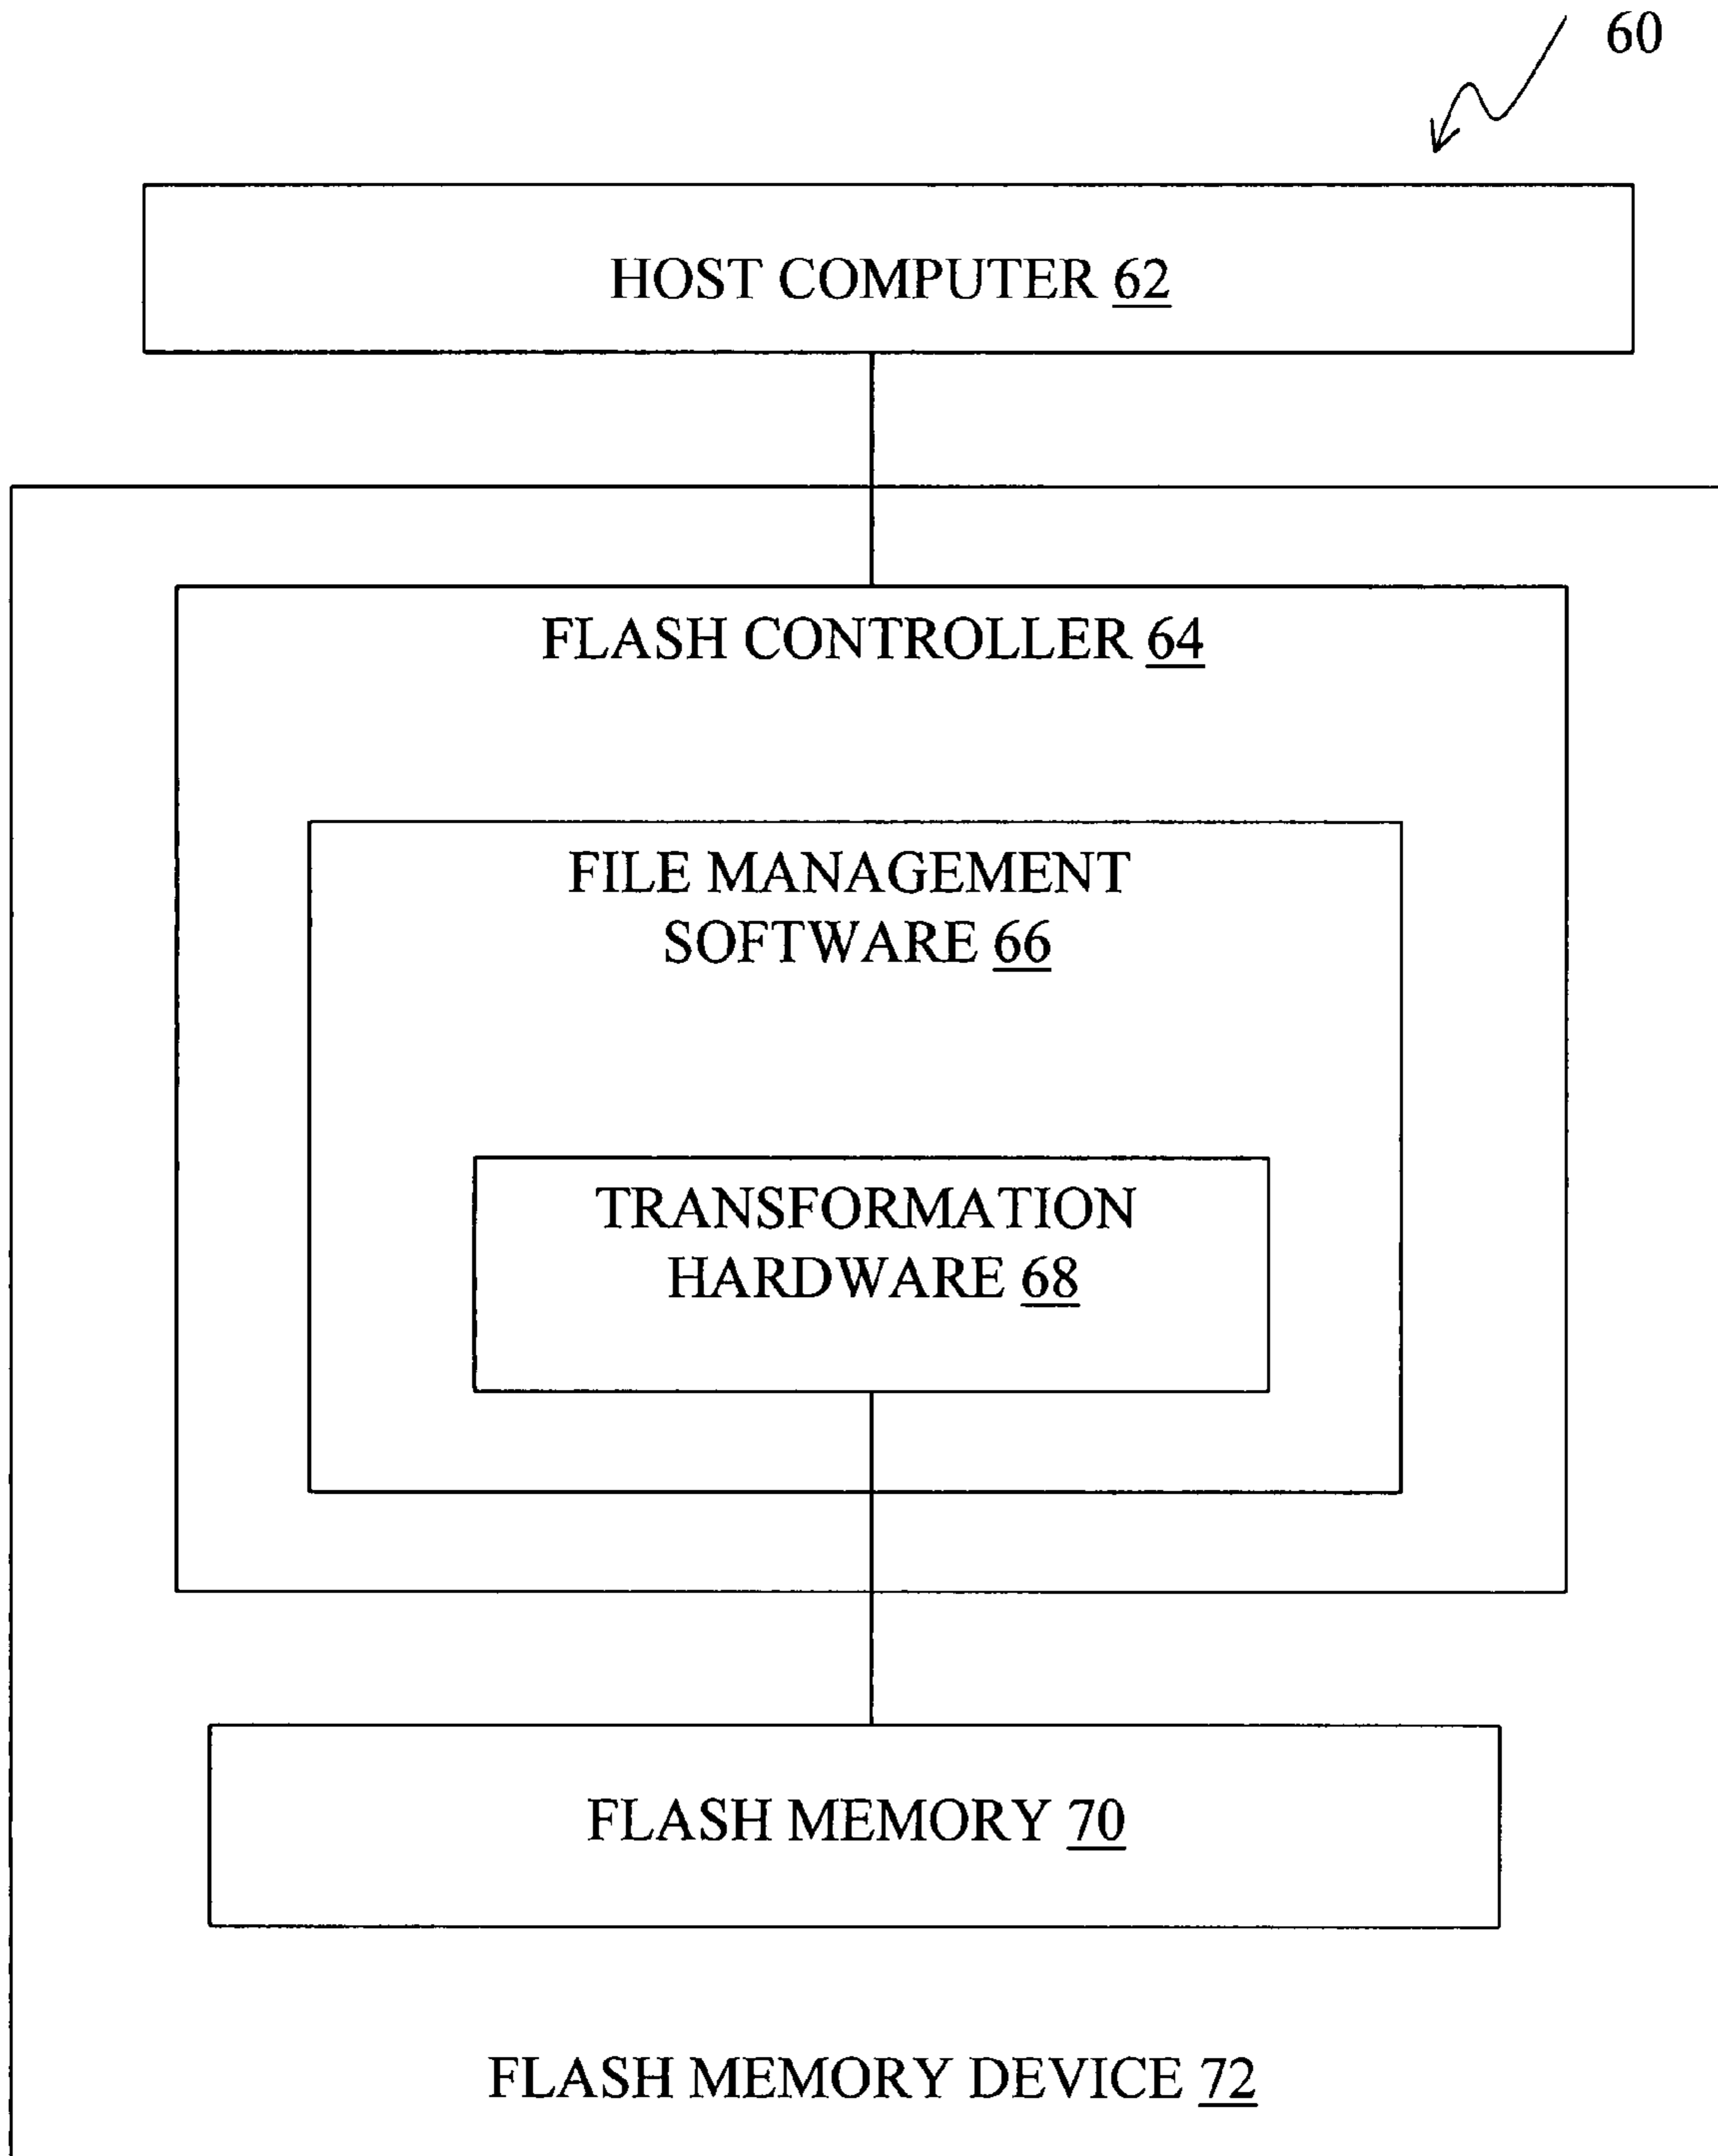 60
HOST COMPUTER 62
FLASH CONTROLLER 64
FILE MANAGEMENT
SOFTWARE 66
TRANSFORMATION
HARDWARE 68
FLASH MEMORY 70
FLASH MEMORY DEVICE 72